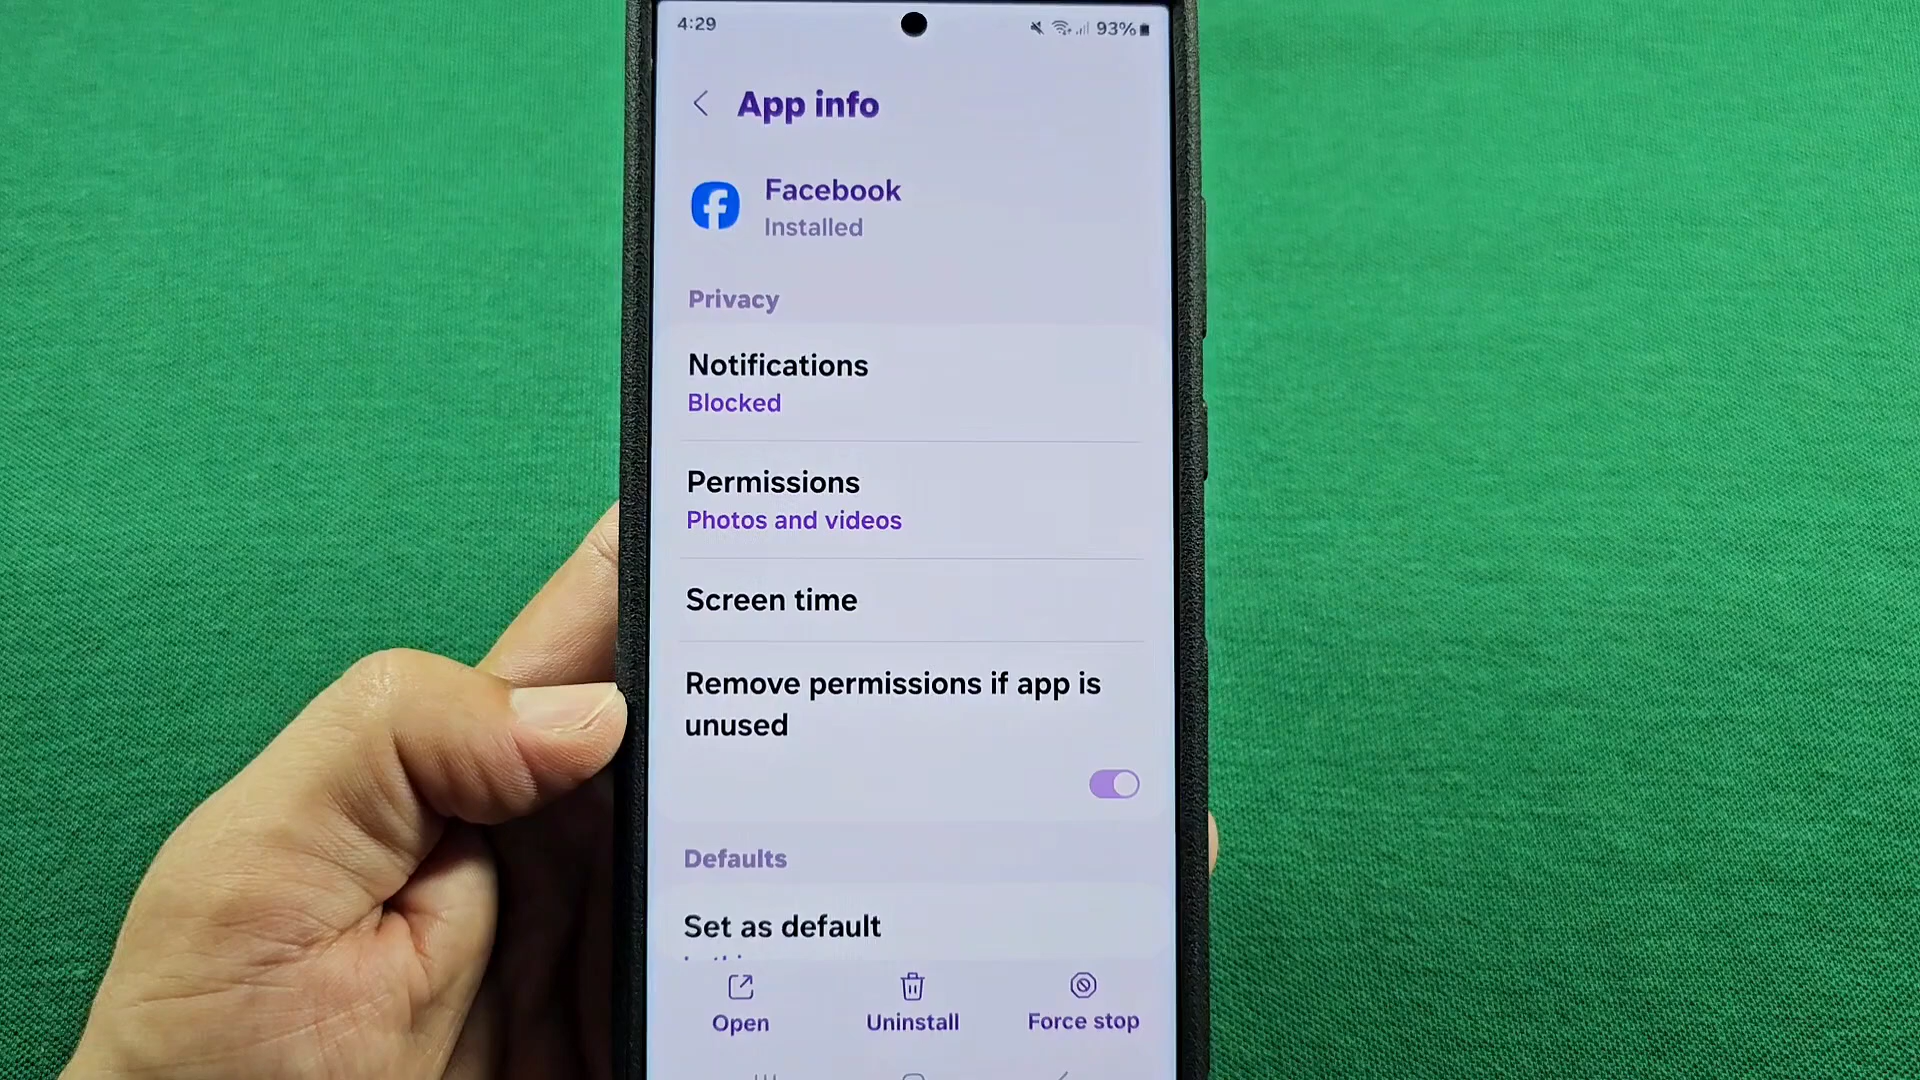 4:29
93%
App info
Facebook
Installed
Privacy
Notifications
Blocked
Permissions
Photos and videos
Screen time
Remove permissions if app is
unused
Defaults
Set as default
Open
Uninstall
Force stop